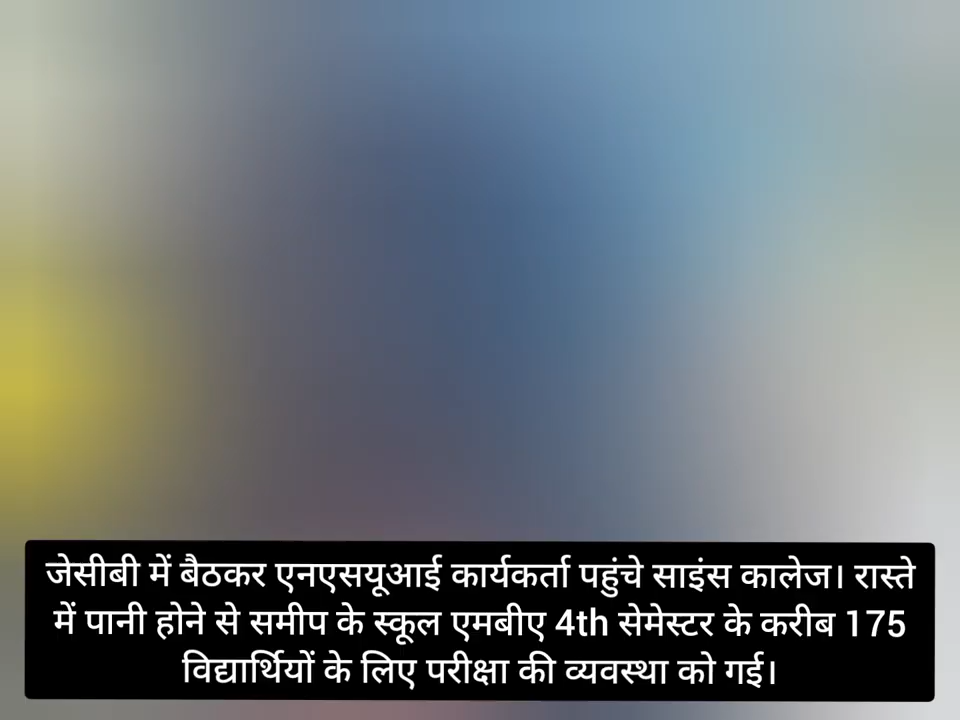 जेसीबी में बैठकर एनएसयूआई कार्यकर्ता पहुंचे साइंस कालेज। रास्ते
में पानी होने से समीप के स्कूल एमबीए 4th सेमेस्टर के करीब 175
विद्यार्थियों के लिए परीक्षा की व्यवस्था को गई।